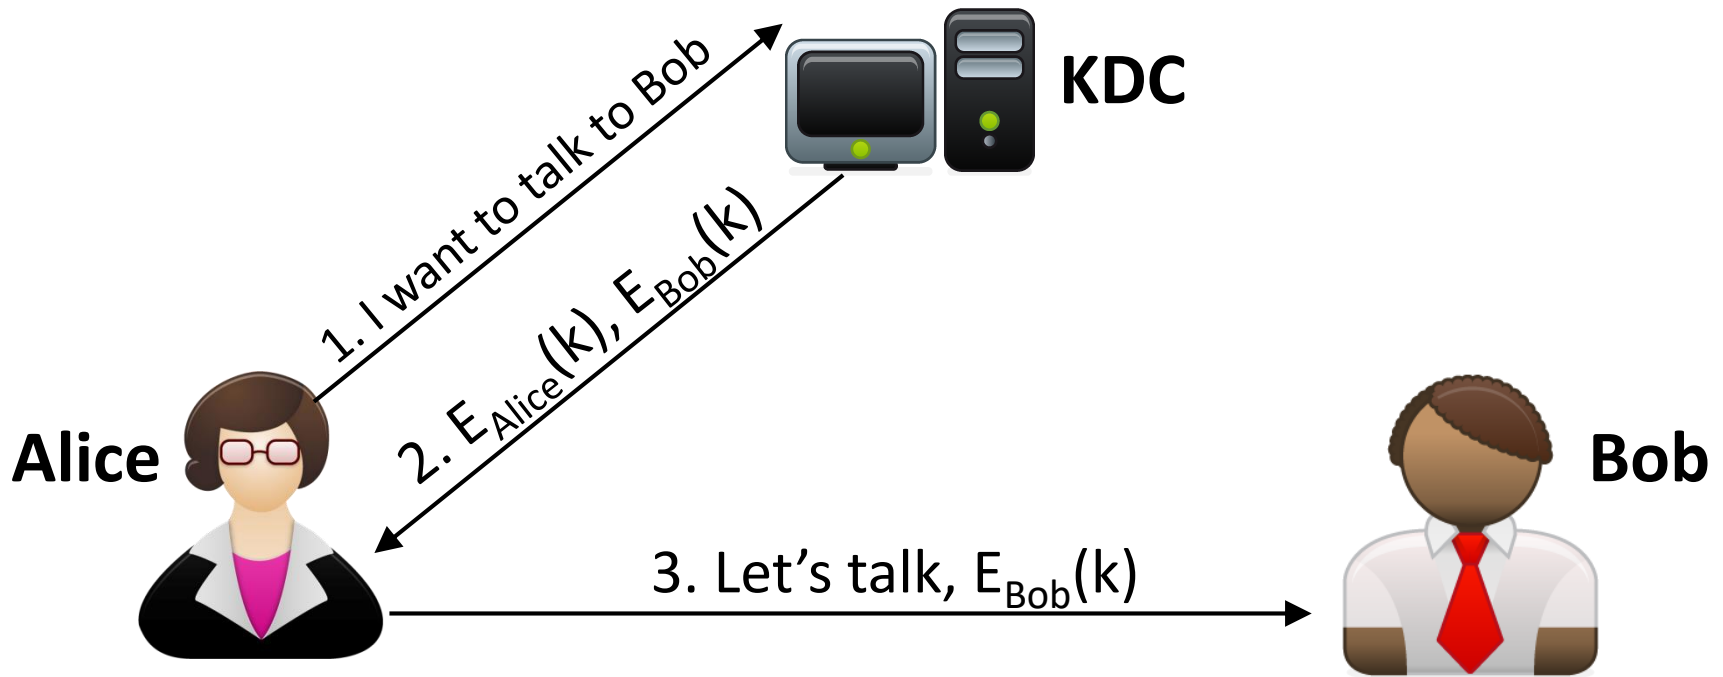 KDC
1. I want to talk to Bob
2. E_Alice(k), E_Bob(k)
Alice
Bob
3. Let’s talk, E_Bob(k)